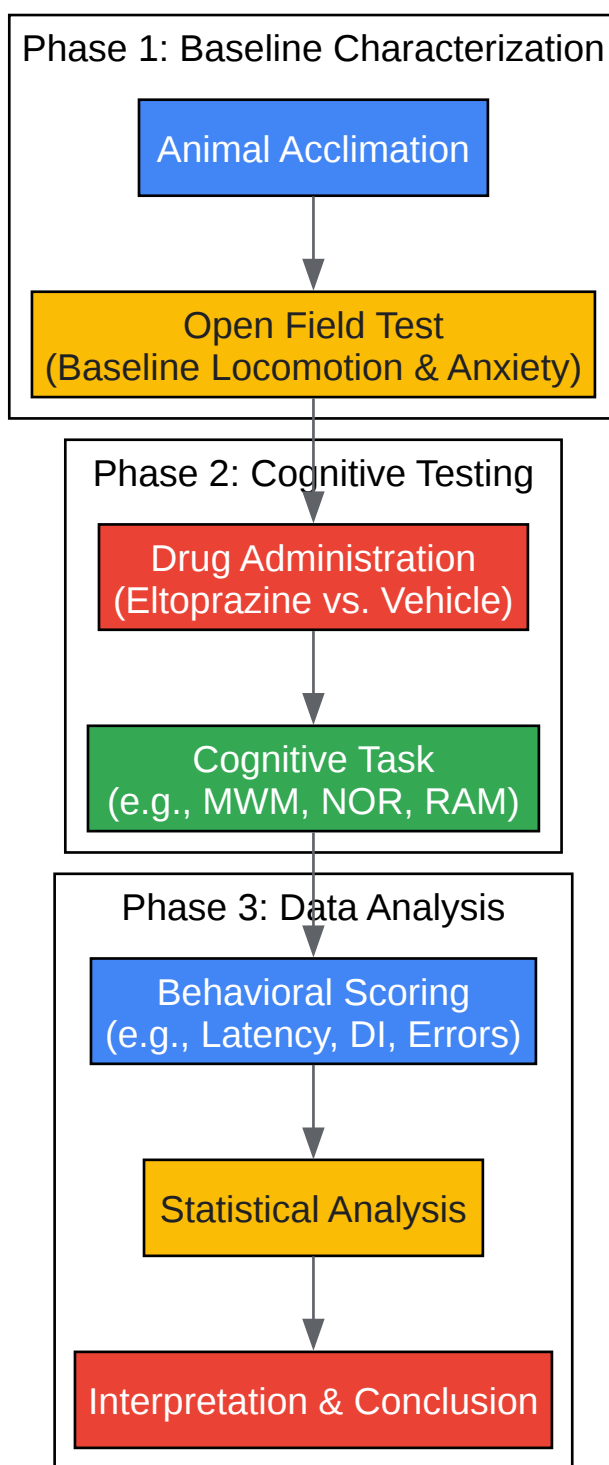 Phase 1: Baseline Characterization
Animal Acclimation
Open Field Test
(Baseline Locomotion & Anxiety)
Phase 2: Cognitive Testing
Drug Administration
(Eltoprazine vs. Vehicle)
Cognitive Task
(e.g., MWM, NOR, RAM)
Phase 3: Data Analysis
Behavioral Scoring
(e.g., Latency, DI, Errors)
Statistical Analysis
Interpretation & Conclusion